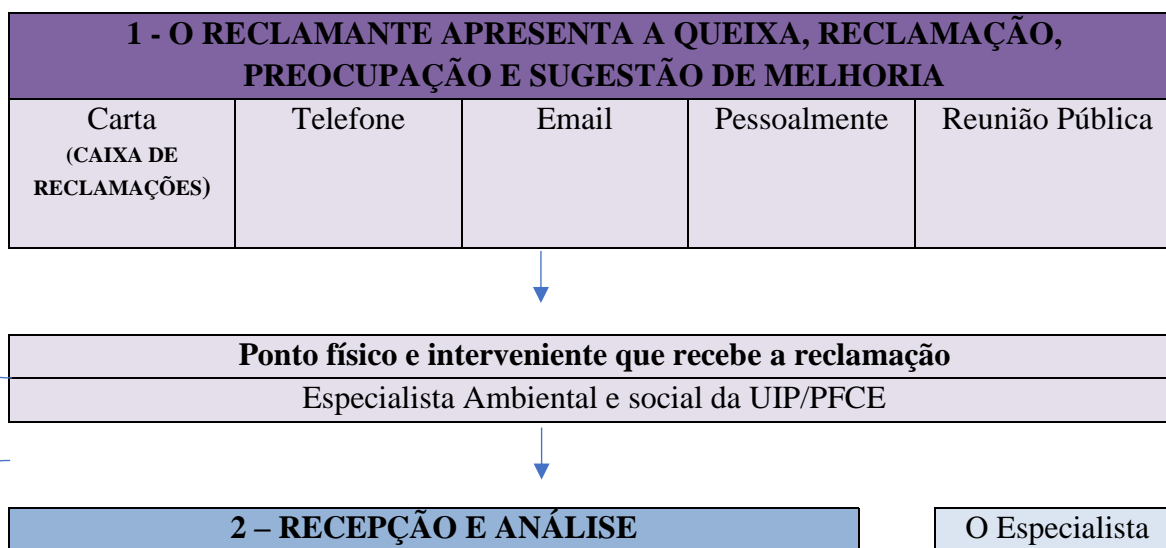 1 - O RECLAMANTE APRESENTA A QUEIXA, RECLAMAÇÃO,
PREOCUPAÇÃO E SUGESTÃO DE MELHORIA
Carta
(CAIXA DE
RECLAMAÇÕES)
Telefone
Email
Pessoalmente
Reunião Pública
Ponto físico e interveniente que recebe a reclamação
Especialista Ambiental e social da UIP/PFCE
2 – RECEPÇÃO E ANÁLISE
O Especialista